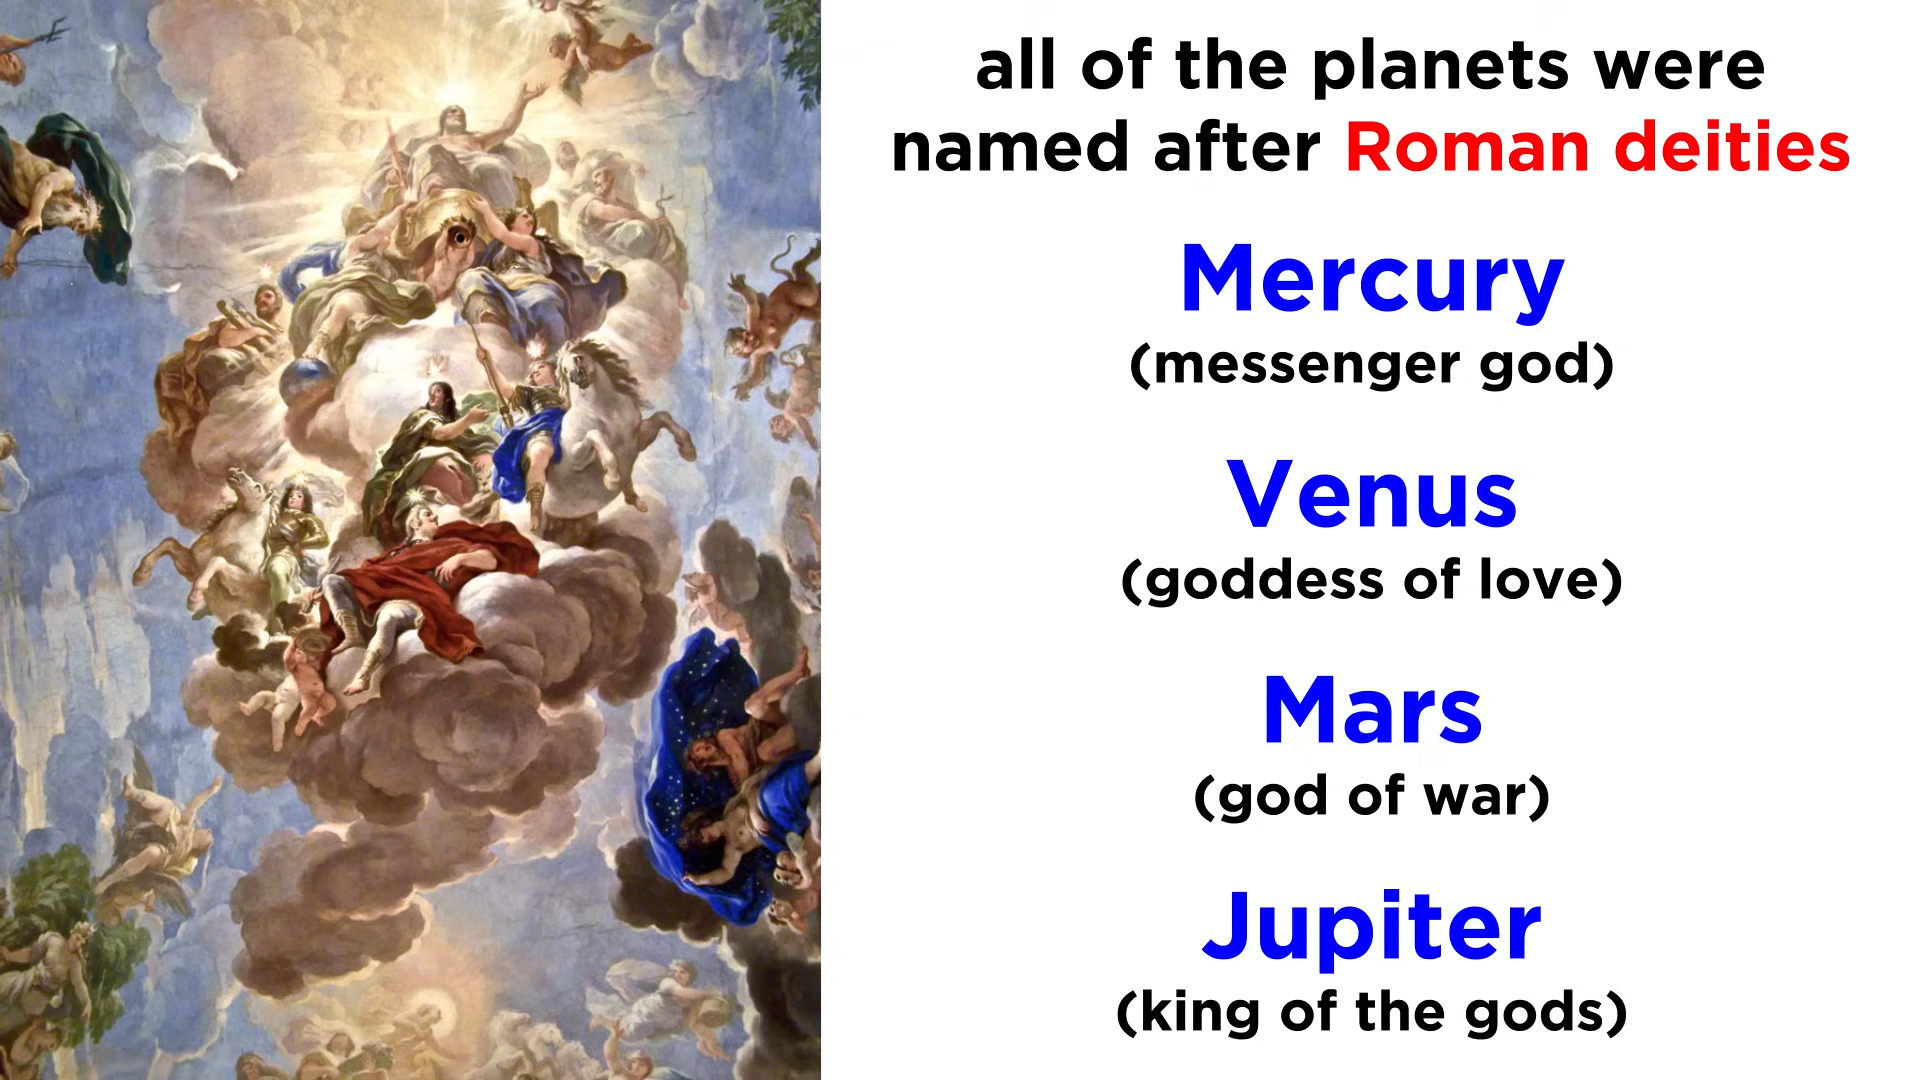 all of the planets were
named after Roman deities
Mercury
(messenger god)
Venus
(goddess of love)
Mars
(god of war)
Jupiter
(king of the gods)